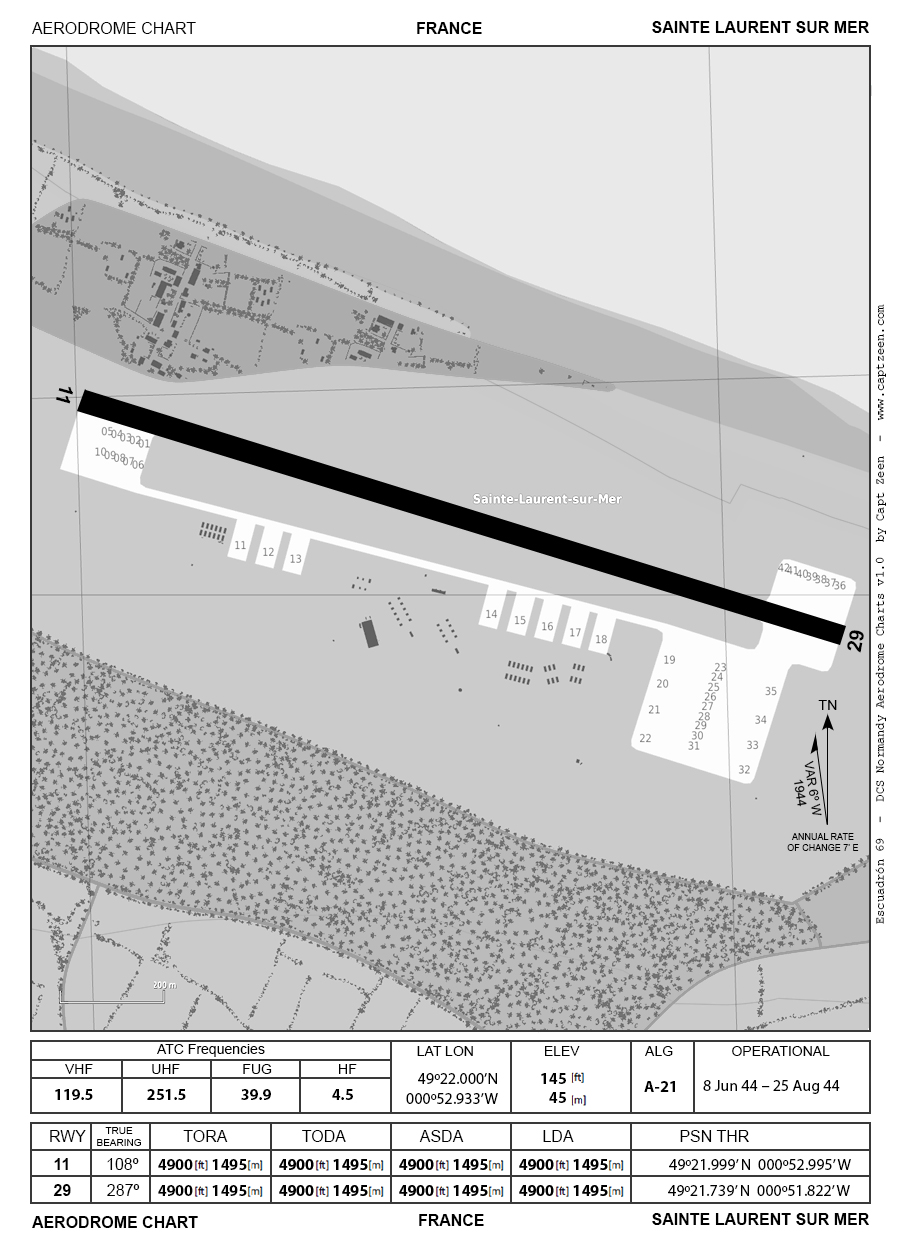 AERODROME CHART FRANCE SAINTE LAURENT SUR MER
11
05 04 03 02 01
10 09 08 07 06
Sainte-Laurent-sur-Mer
11 12 13
42 41 40 39 38 37 36
14 15 16 17 18
29
19 23
24
20 25
26
21 27
28
29
22 30
31
35
34
33
32
TN
VAR 6º W
1944
ANNUAL RATE
OF CHANGE 7' E
200 m
Escuadrón 69 – DCS Normandy Aerodrome Charts v1.0 by Capt Zeen – www.captzeen.com
ATC Frequencies LAT LON ELEV ALG OPERATIONAL
VHF UHF FUG HF
119.5 251.5 39.9 4.5
49º22.000'N
000º52.933'W
145 [ft]
45 [m]
A-21
8 Jun 44 – 25 Aug 44
RWY TRUE BEARING TORA TODA ASDA LDA PSN THR
11 108º 4900 [ft] 1495 [m] 4900 [ft] 1495 [m] 4900 [ft] 1495 [m] 4900 [ft] 1495 [m] 49º21.999'N 000º52.995'W
29 287º 4900 [ft] 1495 [m] 4900 [ft] 1495 [m] 4900 [ft] 1495 [m] 4900 [ft] 1495 [m] 49º21.739'N 000º51.822'W
AERODROME CHART FRANCE SAINTE LAURENT SUR MER